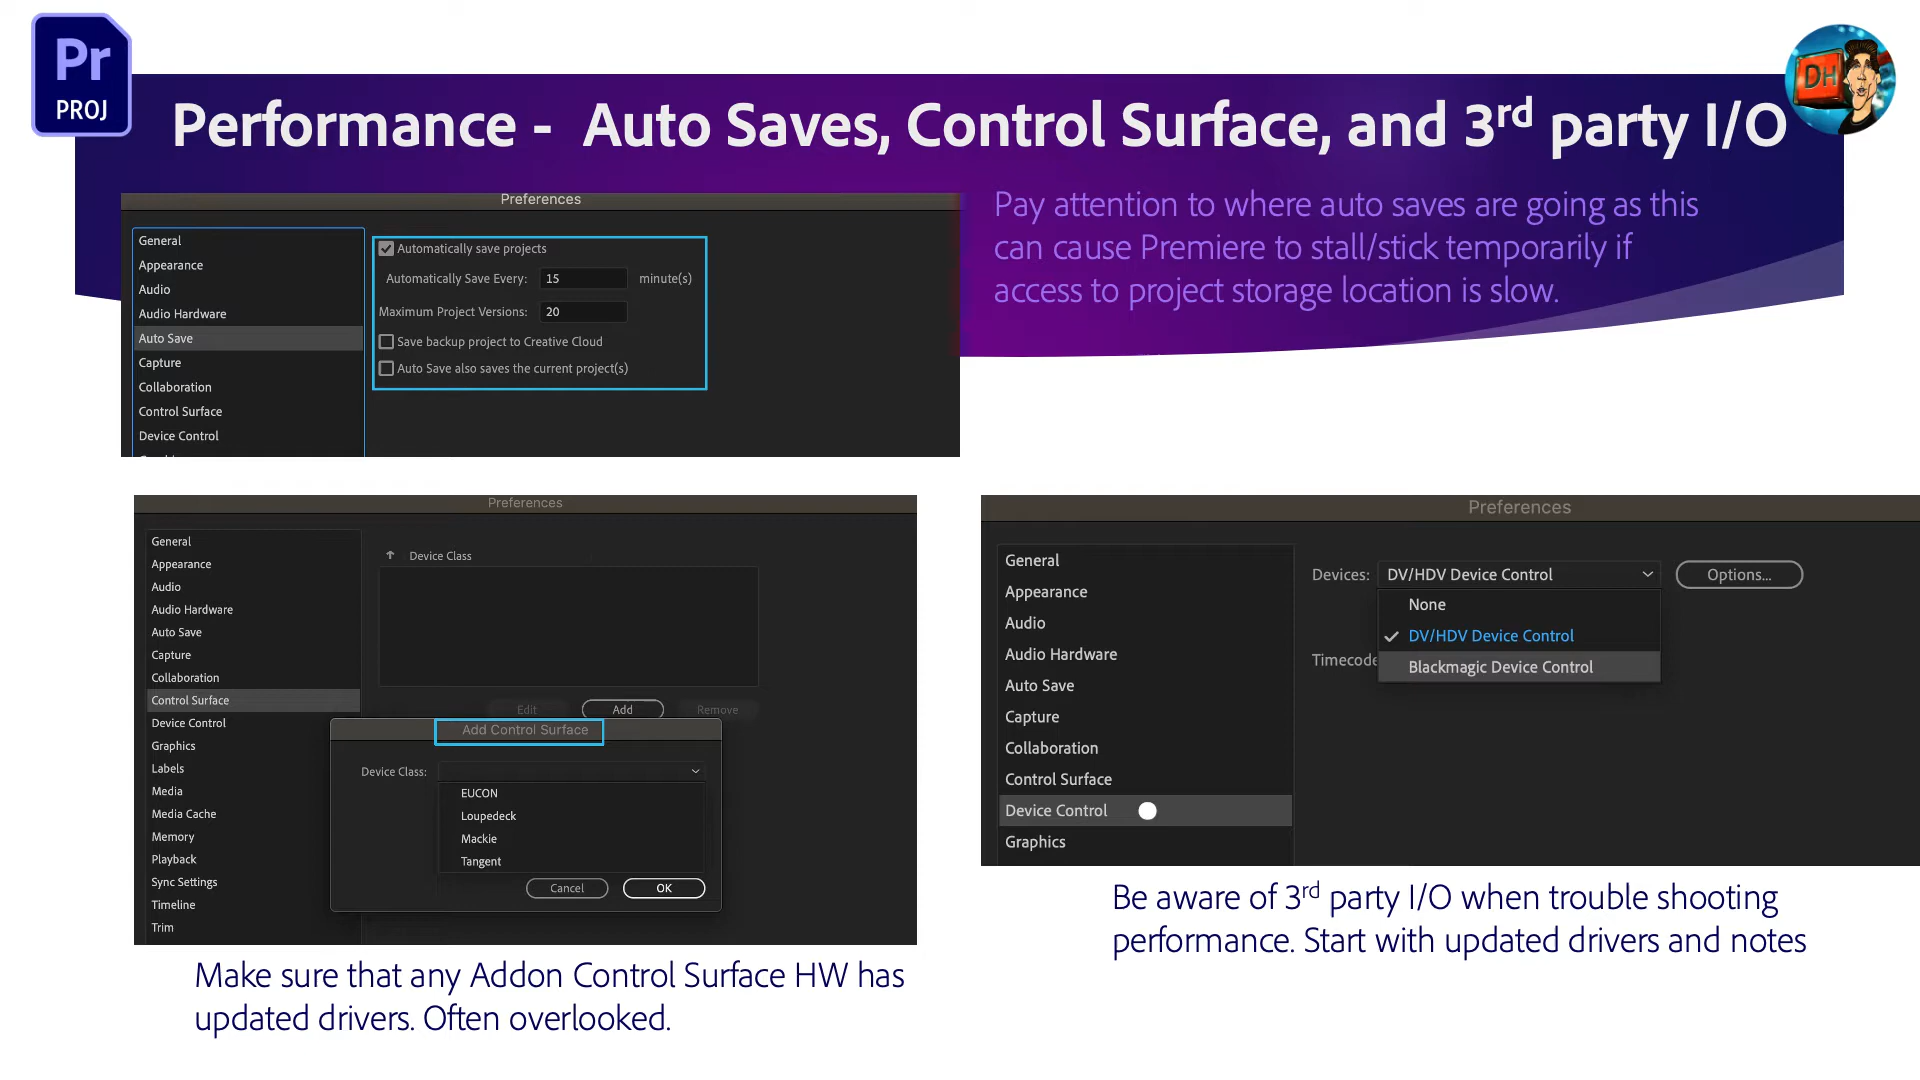 Pr
PROJ
DH
Performance -  Auto Saves, Control Surface, and 3rd party I/O
Preferences
General
Appearance
Audio
Audio Hardware
Auto Save
Capture
Collaboration
Control Surface
Device Control
Automatically save projects
Automatically Save Every: 15 minute(s)
Maximum Project Versions: 20
Save backup project to Creative Cloud
Auto Save also saves the current project(s)
Pay attention to where auto saves are going as this
can cause Premiere to stall/stick temporarily if
access to project storage location is slow.
Preferences
General
Appearance
Audio
Audio Hardware
Auto Save
Capture
Collaboration
Control Surface
Device Control
Graphics
Labels
Media
Media Cache
Memory
Playback
Sync Settings
Timeline
Trim
Device Class
Edit Add Remove
Add Control Surface
Device Class:
EUCON
Loupedeck
Mackie
Tangent
Cancel OK
Make sure that any Addon Control Surface HW has
updated drivers. Often overlooked.
Preferences
General
Appearance
Audio
Audio Hardware
Auto Save
Capture
Collaboration
Control Surface
Device Control
Graphics
Devices: DV/HDV Device Control Options...
None
DV/HDV Device Control
Blackmagic Device Control
Timecode
Be aware of 3rd party I/O when trouble shooting
performance. Start with updated drivers and notes